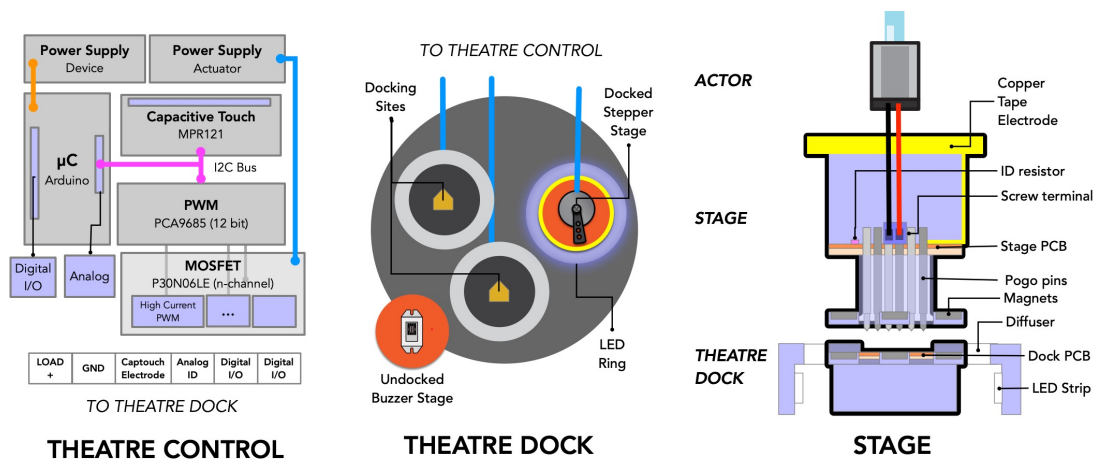 Power Supply
Device
Power Supply
Actuator
Capacitive Touch
MPR121
µC
Arduino
I2C Bus
PWM
PCA9685 (12 bit)
Digital
I/O
Analog
MOSFET
P30N06LE (n-channel)
High Current
PWM
...
LOAD
+
GND
Captouch
Electrode
Analog
ID
Digital
I/O
Digital
I/O
TO THEATRE DOCK
THEATRE CONTROL
TO THEATRE CONTROL
Docking
Sites
Docked
Stepper
Stage
LED
Ring
Undocked
Buzzer Stage
THEATRE DOCK
ACTOR
Copper
Tape
Electrode
ID resistor
Screw terminal
STAGE
Stage PCB
Pogo pins
Magnets
Diffuser
THEATRE
DOCK
Dock PCB
LED Strip
STAGE